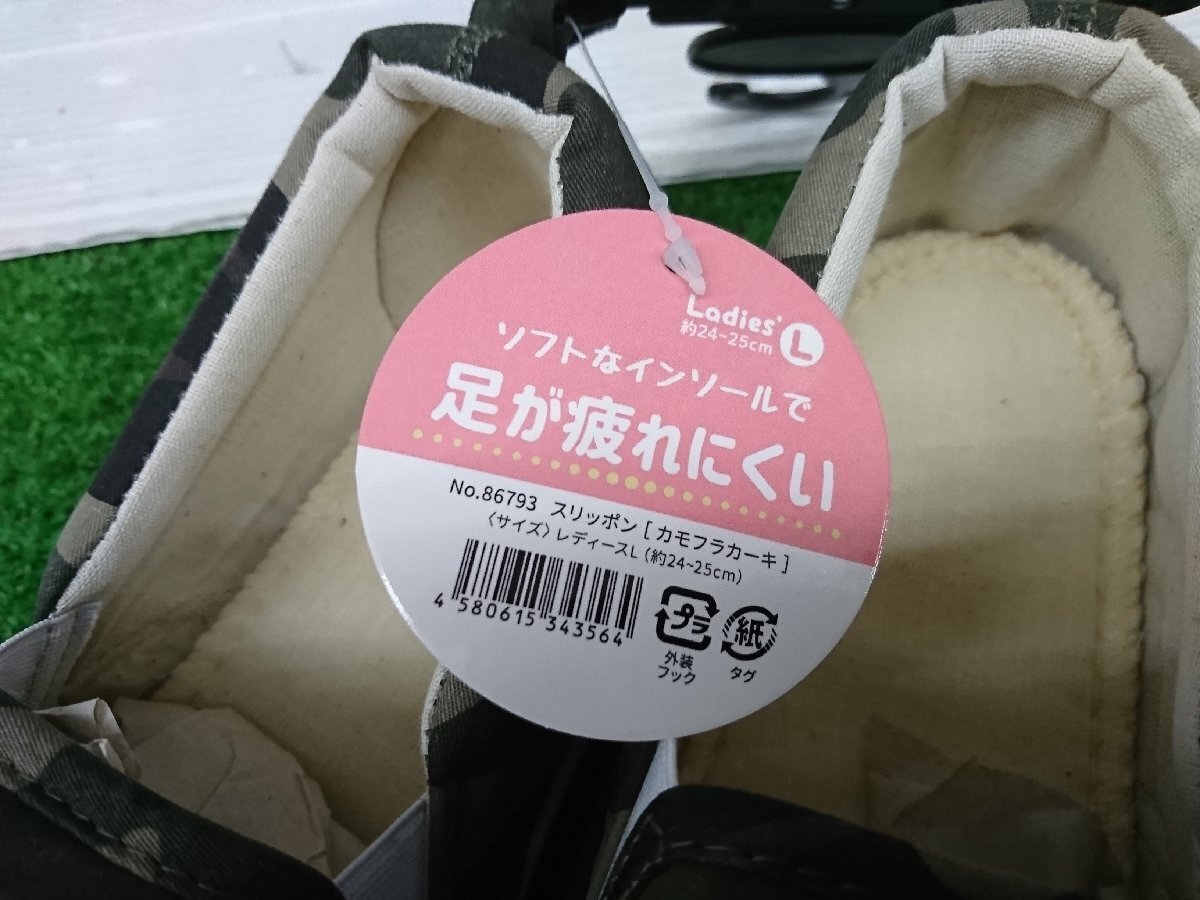 Ladies'
約24~25cm L
ソフトなインソールで
足が疲れにくい
No.86793 スリッポン [ カモフラカーキ ]
〈サイズ〉レディースL (約24~25cm)
4 580615 343564
プラ 紙
外装 タグ
フック